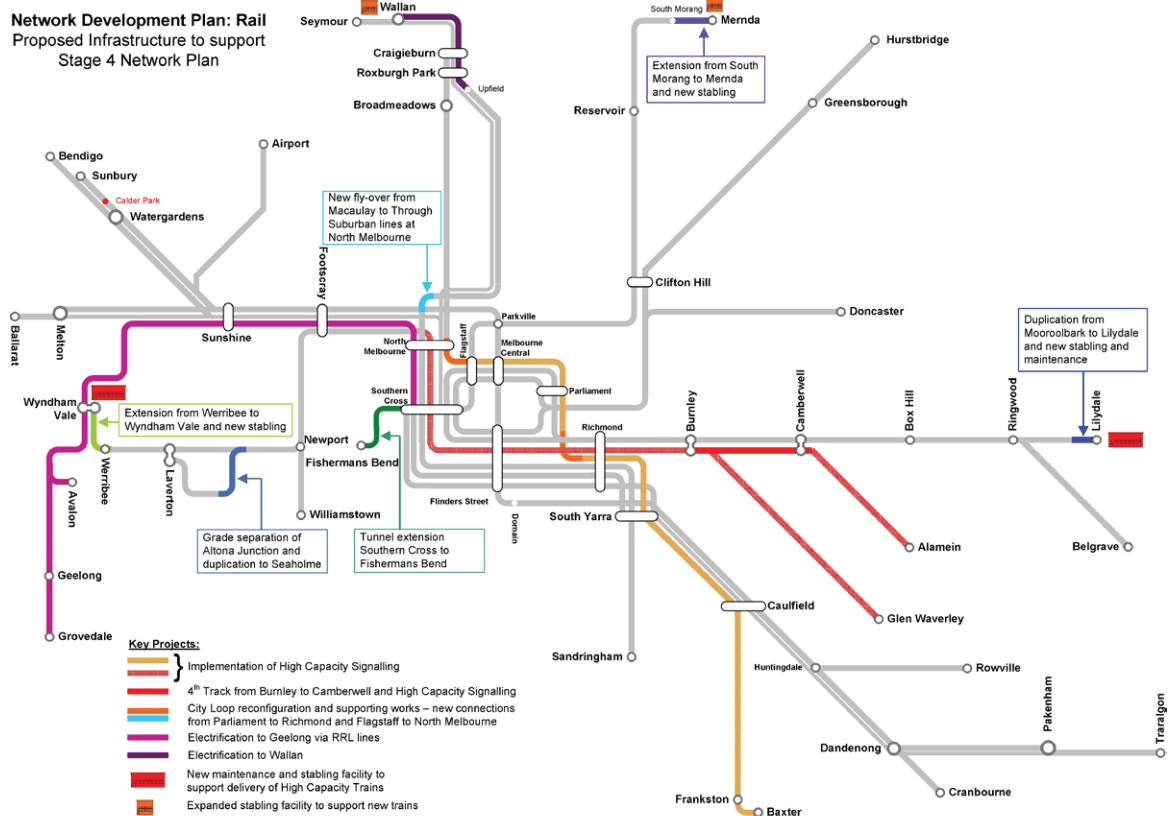 Network Development Plan: Rail
Proposed Infrastructure to support
Stage 4 Network Plan
Wallan
Seymour
Craigieburn
Roxburgh Park
Upfield
Broadmeadows
South Morang
Mernda
Extension from South
Morang to Mernda
and new stabling
Hurstbridge
Reservoir
Greensborough
Airport
Bendigo
Sunbury
Calder Park
Watergardens
New fly-over from
Macaulay to Through
Suburban lines at
North Melbourne
Footscray
Clifton Hill
Doncaster
Ballarat
Melton
Sunshine
Parkville
North
Melbourne
Flagstaff
Melbourne
Central
Duplication from
Mooroolbark to Lilydale
and new stabling and
maintenance
Southern
Cross
Parliament
Wyndham
Vale
Extension from Werribee to
Wyndham Vale and new stabling
Burnley
Camberwell
Box Hill
Ringwood
Lilydale
Richmond
Newport
Fishermans Bend
Werribee
Laverton
Avalon
Williamstown
Flinders Street
Domain
South Yarra
Grade separation of
Altona Junction and
duplication to Seaholme
Tunnel extension
Southern Cross to
Fishermans Bend
Alamein
Belgrave
Geelong
Caulfield
Glen Waverley
Grovedale
Sandringham
Huntingdale
Rowville
Dandenong
Pakenham
Traralgon
Cranbourne
Frankston
Baxter
Key Projects:
Implementation of High Capacity Signalling
4th Track from Burnley to Camberwell and High Capacity Signalling
City Loop reconfiguration and supporting works – new connections
from Parliament to Richmond and Flagstaff to North Melbourne
Electrification to Geelong via RRL lines
Electrification to Wallan
New maintenance and stabling facility to
support delivery of High Capacity Trains
Expanded stabling facility to support new trains